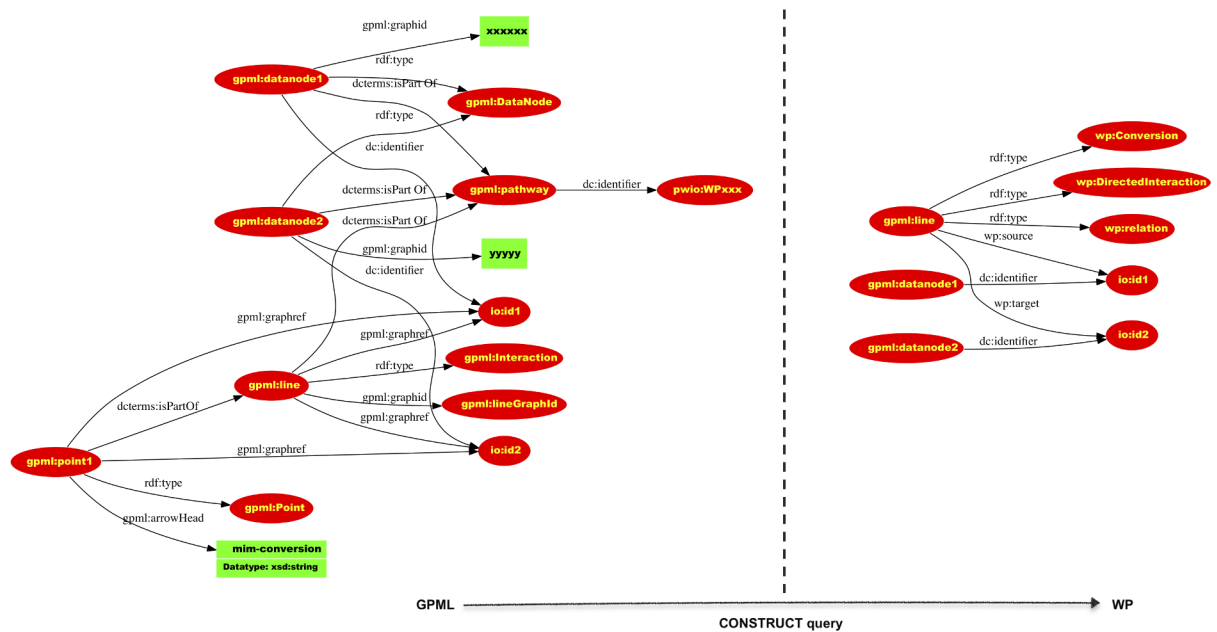 gpml:graphid
xxxxxx
rdf:type
gpml:datanode1
dcterms:isPart Of
gpml:DataNode
rdf:type
dc:identifier
dcterms:isPart Of
gpml:pathway
dc:identifier
pwio:WPxxx
gpml:datanode2
dcterms:isPart Of
gpml:graphid
yyyyy
dc:identifier
gpml:graphref
io:id1
gpml:graphref
gpml:Interaction
rdf:type
gpml:line
gpml:graphid
gpml:lineGraphId
dcterms:isPartOf
gpml:graphref
gpml:graphref
io:id2
gpml:point1
rdf:type
gpml:Point
gpml:arrowHead
mim-conversion
Datatype: xsd:string
wp:Conversion
rdf:type
wp:DirectedInteraction
rdf:type
gpml:line
rdf:type
wp:relation
wp:source
gpml:datanode1
dc:identifier
io:id1
wp:target
gpml:datanode2
dc:identifier
io:id2
GPML
WP
CONSTRUCT query